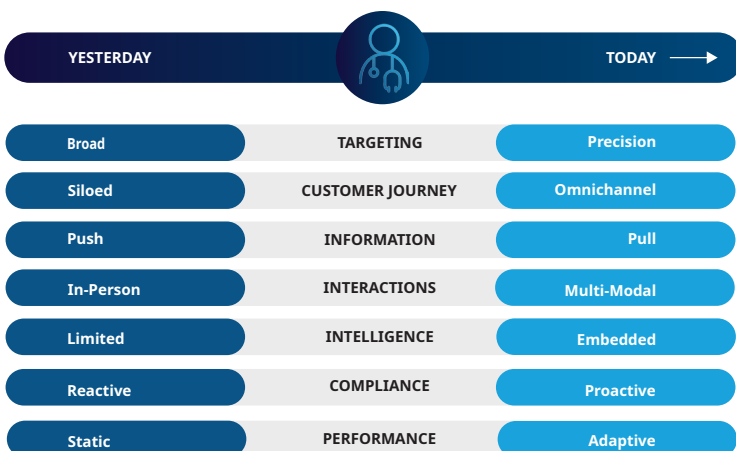 YESTERDAY TODAY
Broad TARGETING Precision
Siloed CUSTOMER JOURNEY Omnichannel
Push INFORMATION Pull
In-Person INTERACTIONS Multi-Modal
Limited INTELLIGENCE Embedded
Reactive COMPLIANCE Proactive
Static PERFORMANCE Adaptive